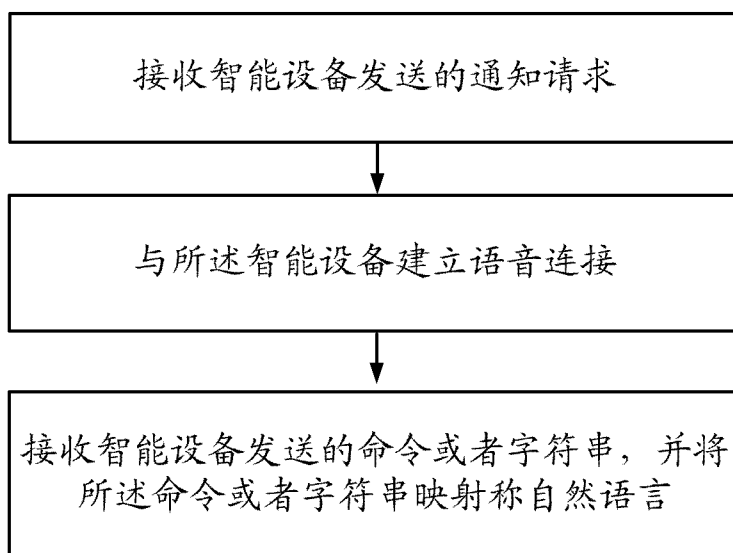 接收智能设备发送的通知请求
与所述智能设备建立语音连接
接收智能设备发送的命令或者字符串，并将
所述命令或者字符串映射称自然语言